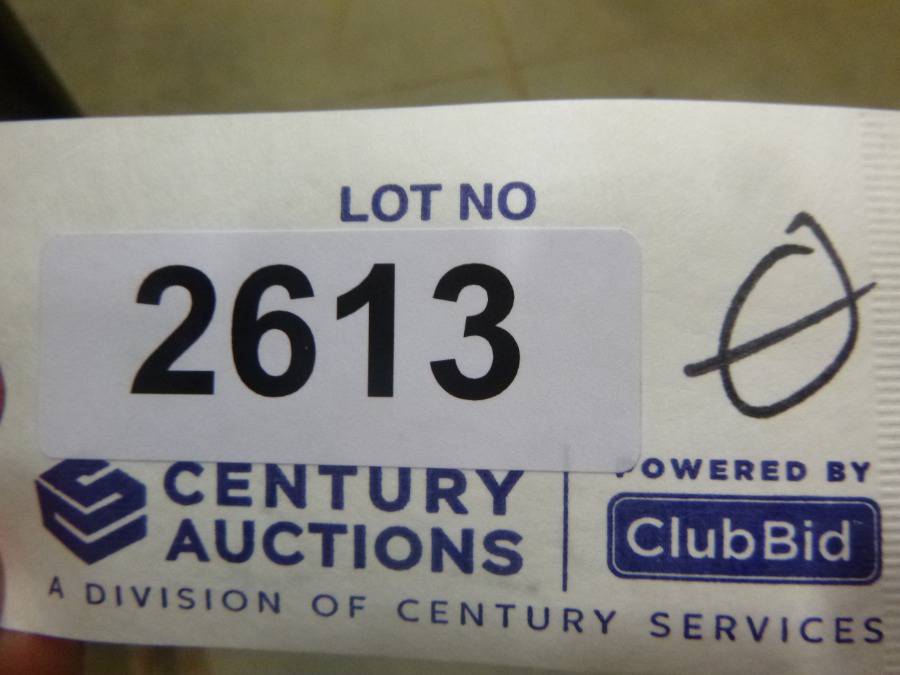 LOT NO
2613
Ø
CENTURY
AUCTIONS
POWERED BY
ClubBid
A DIVISION OF CENTURY SERVICES